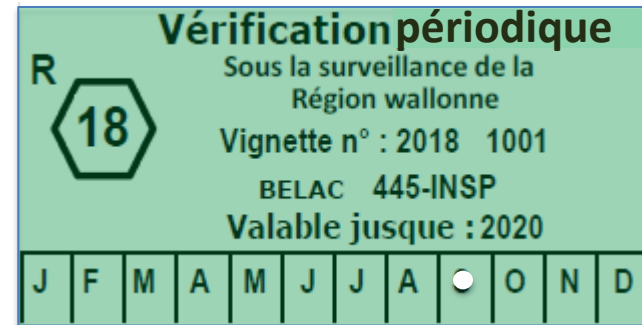 Vérification périodique
R
18
Sous la surveillance de la
Région wallonne
Vignette n° : 2018 1001
BELAC 445-INSP
Valable jusque : 2020
J F M A M J J A O N D